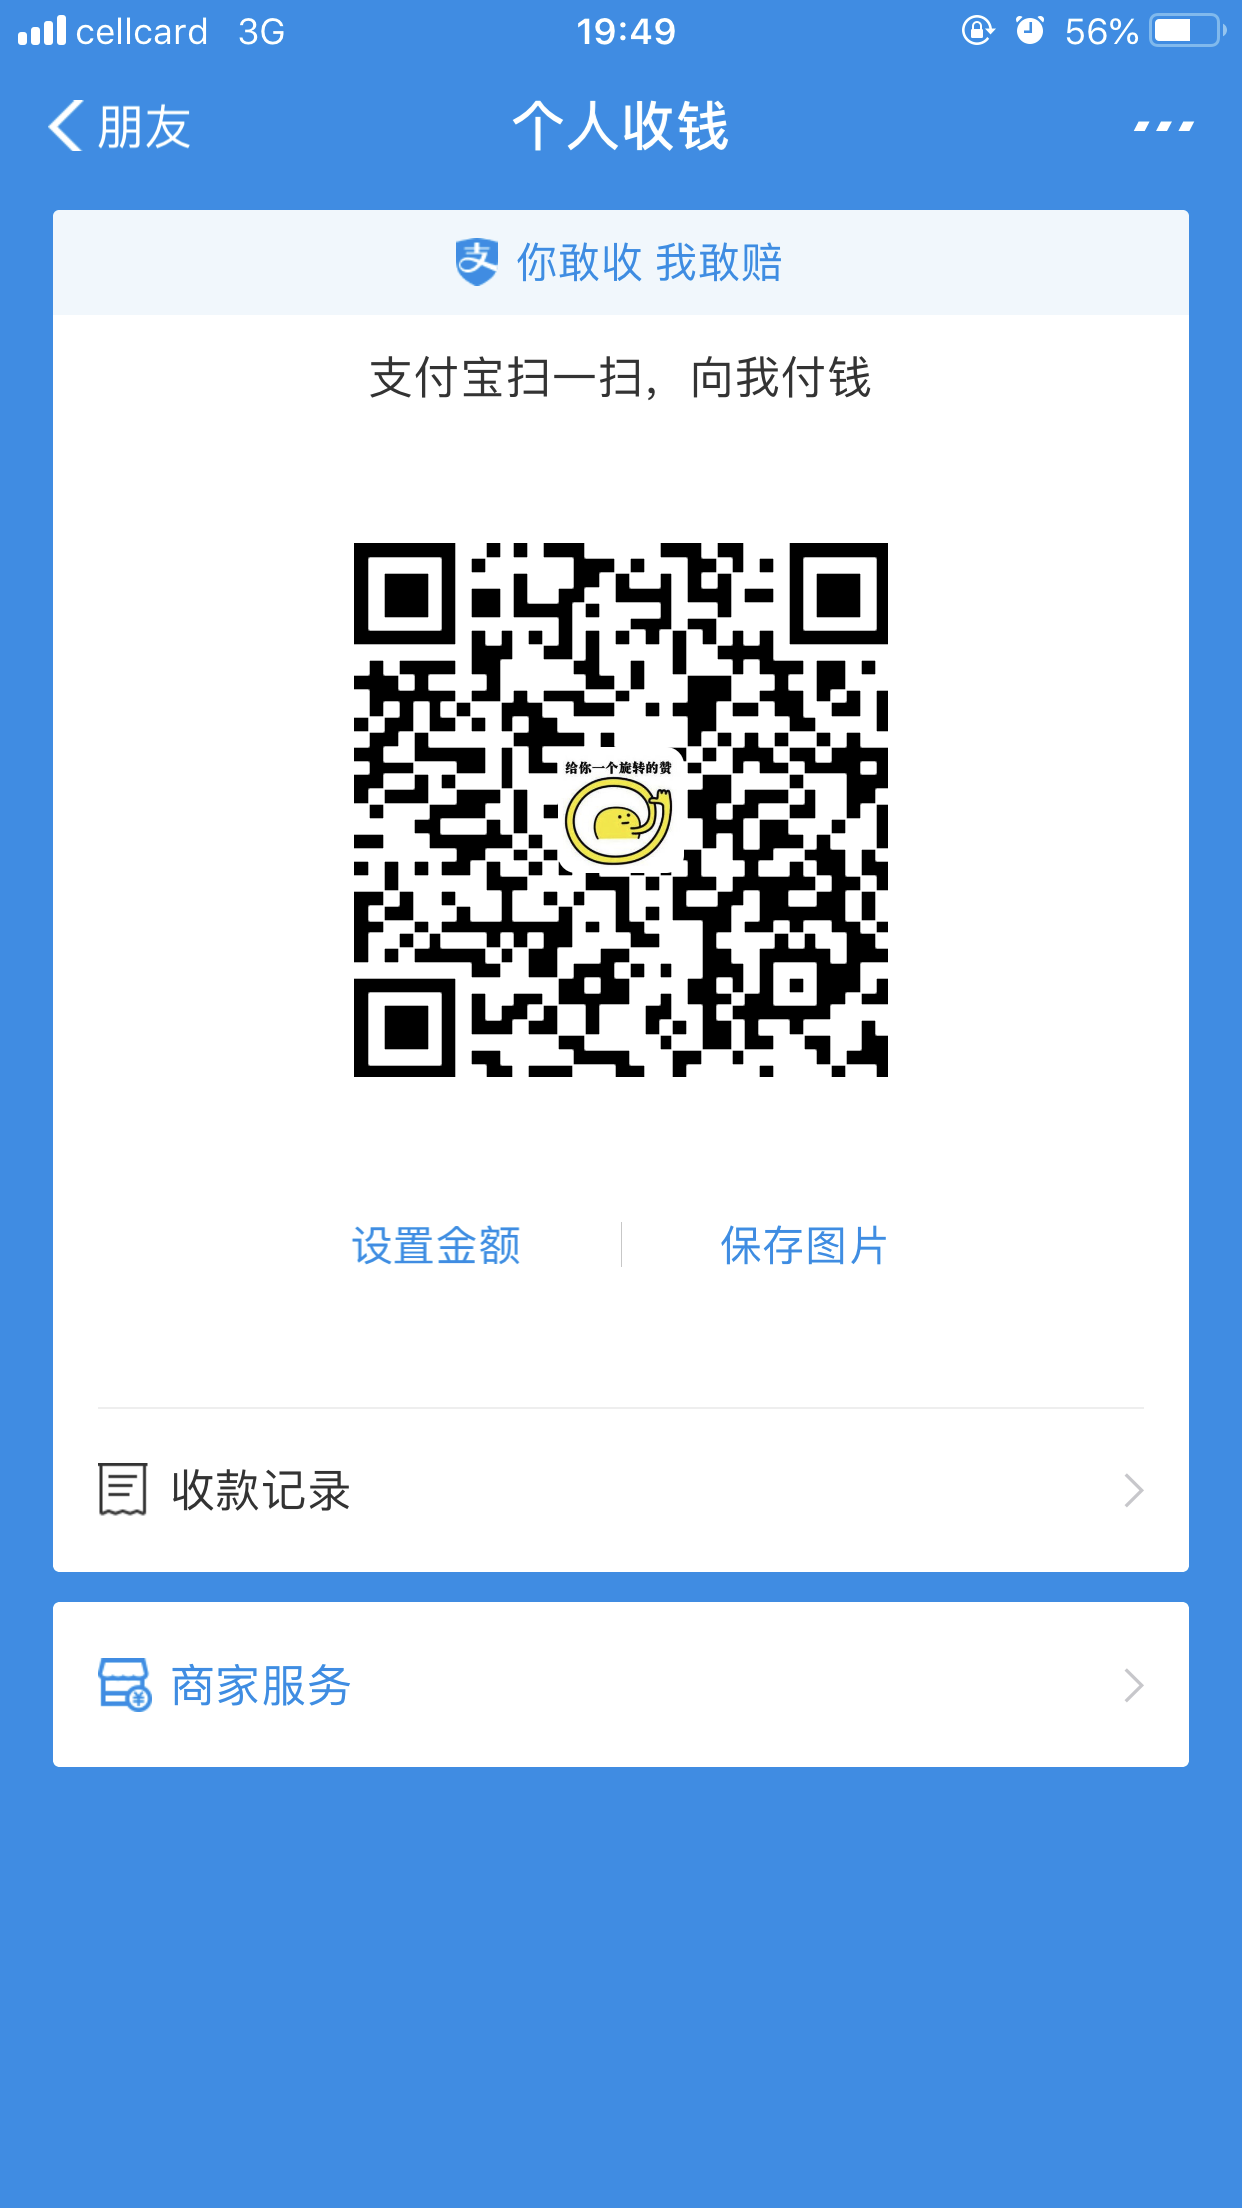 cellcard 3G 19:49 56%
朋友 个人收钱
支 你敢收 我敢赔
支付宝扫一扫，向我付钱
给你一个旋转的赞
设置金额 保存图片
收款记录
¥ 商家服务